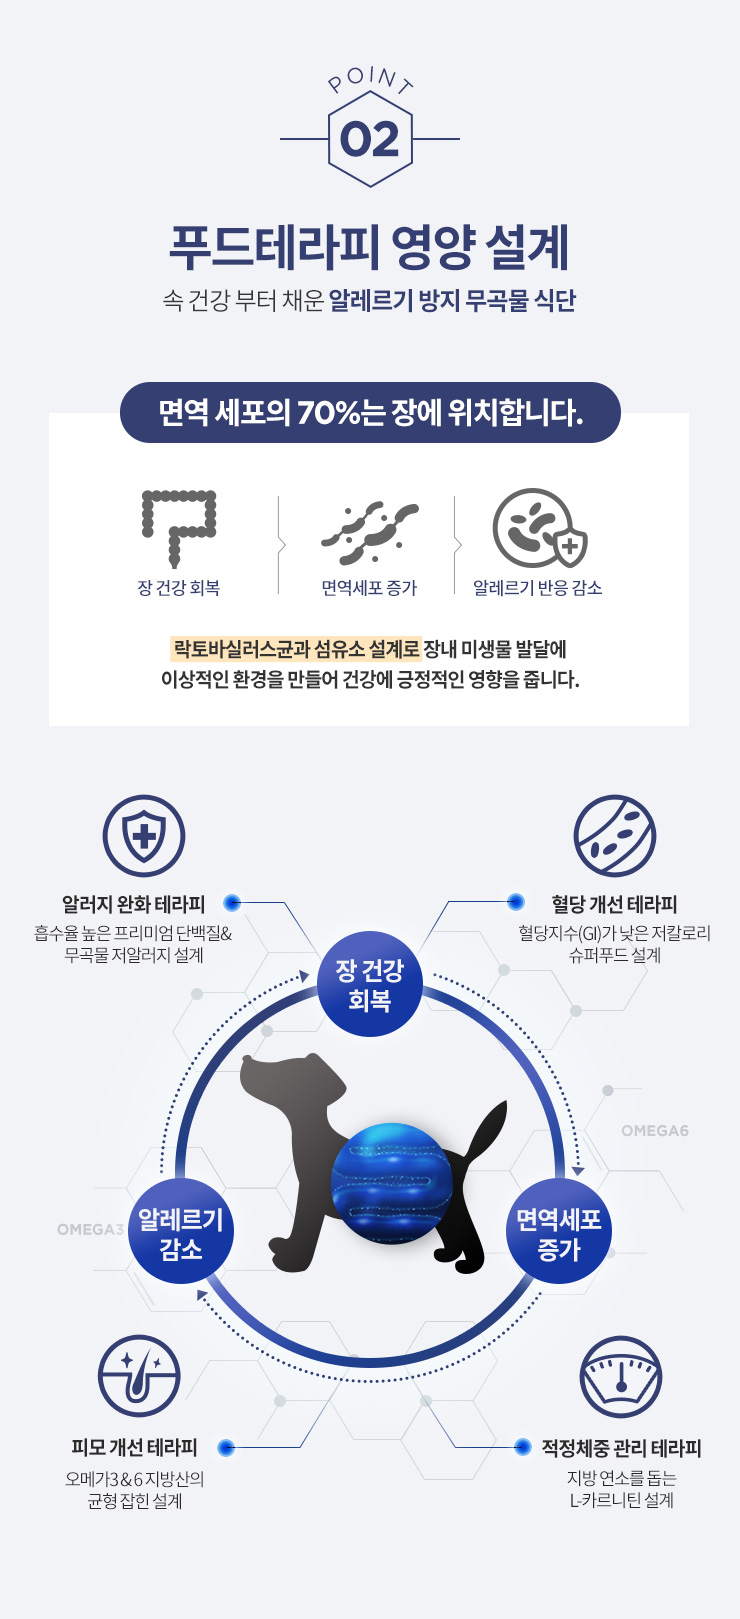 POINT
02
푸드테라피 영양 설계
속 건강 부터 채운 알레르기 방지 무곡물 식단
면역 세포의 70%는 장에 위치합니다.
장 건강 회복
면역세포 증가
알레르기 반응 감소
락토바실러스균과 섬유소 설계로 장내 미생물 발달에
이상적인 환경을 만들어 건강에 긍정적인 영향을 줍니다.
알러지 완화 테라피
흡수율 높은 프리미엄 단백질&
무곡물 저알러지 설계
혈당 개선 테라피
혈당지수(GI)가 낮은 저칼로리
슈퍼푸드 설계
장 건강
회복
OMEGA6
OMEGA3
알레르기
감소
면역세포
증가
피모 개선 테라피
오메가3 & 6 지방산의
균형 잡힌 설계
적정체중 관리 테라피
지방 연소를 돕는
L-카르니틴 설계